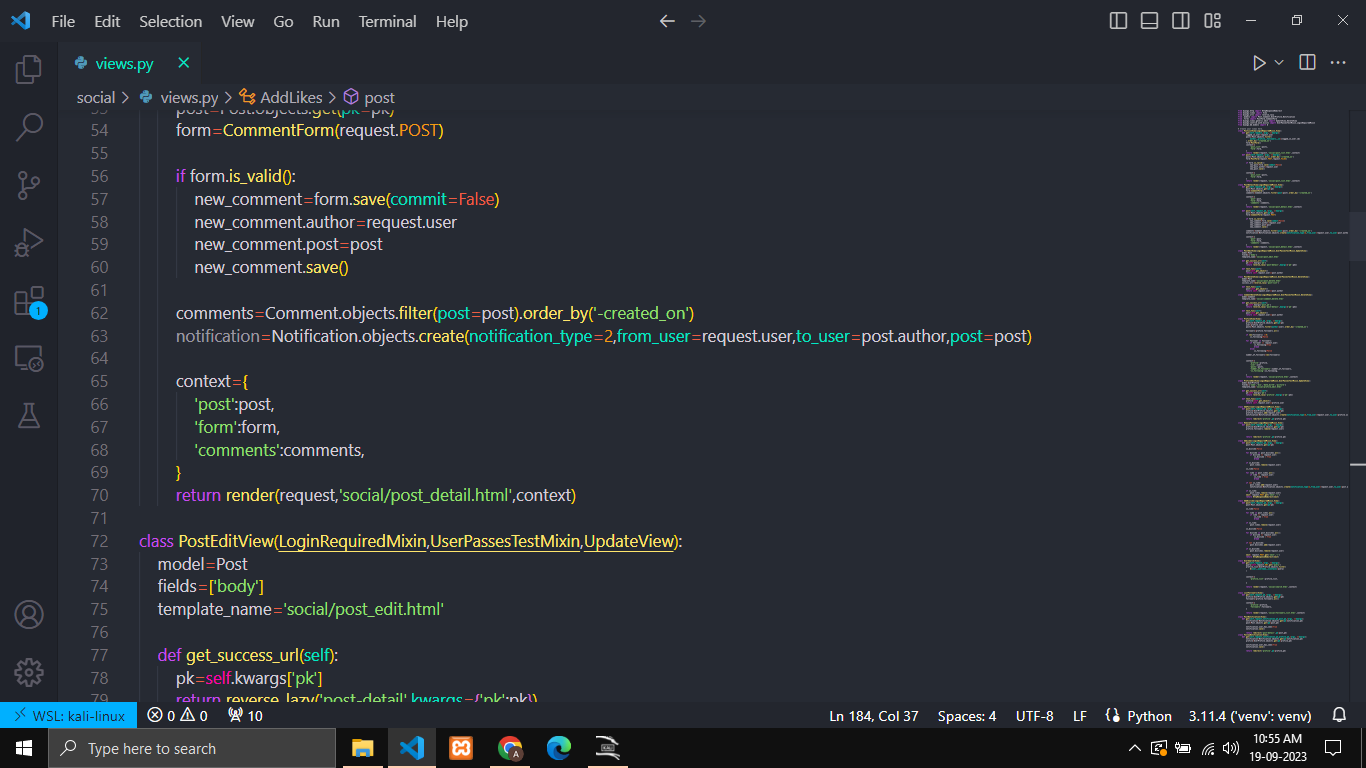 File Edit Selection View Go Run Terminal Help
views.py
social > views.py > AddLikes > post
53 post=Post.objects.get(pk=pk)
54 form=CommentForm(request.POST)
55
56 if form.is_valid():
57 new_comment=form.save(commit=False)
58 new_comment.author=request.user
59 new_comment.post=post
60 new_comment.save()
61
62 comments=Comment.objects.filter(post=post).order_by('-created_on')
63 notification=Notification.objects.create(notification_type=2,from_user=request.user,to_user=post.author,post=post)
64
65 context={
66 'post':post,
67 'form':form,
68 'comments':comments,
69 }
70 return render(request,'social/post_detail.html',context)
71
72 class PostEditView(LoginRequiredMixin,UserPassesTestMixin,UpdateView):
73 model=Post
74 fields=['body']
75 template_name='social/post_edit.html'
76
77 def get_success_url(self):
78 pk=self.kwargs['pk']
79 return reverse_lazy('post-detail',kwargs={'pk':pk})
1
WSL: kali-linux 0 0 10 Ln 184, Col 37 Spaces: 4 UTF-8 LF Python 3.11.4 ('venv': venv)
Type here to search
A
10:55 AM
19-09-2023